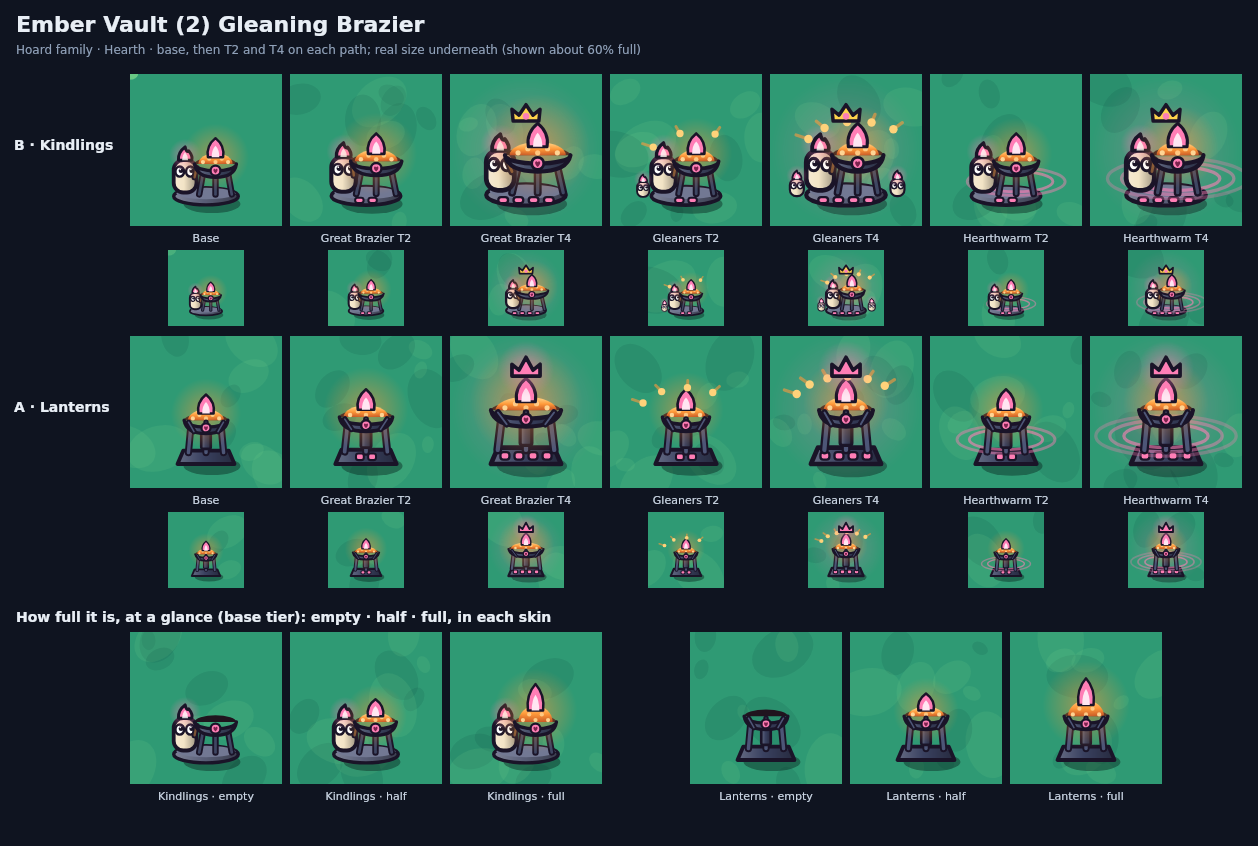 Ember Vault (2) Gleaning Brazier
Hoard family · Hearth · base, then T2 and T4 on each path; real size underneath (shown about 60% full)
B · Kindlings
Base
Great Brazier T2
Great Brazier T4
Gleaners T2
Gleaners T4
Hearthwarm T2
Hearthwarm T4
A · Lanterns
Base
Great Brazier T2
Great Brazier T4
Gleaners T2
Gleaners T4
Hearthwarm T2
Hearthwarm T4
How full it is, at a glance (base tier): empty · half · full, in each skin
Kindlings · empty
Kindlings · half
Kindlings · full
Lanterns · empty
Lanterns · half
Lanterns · full